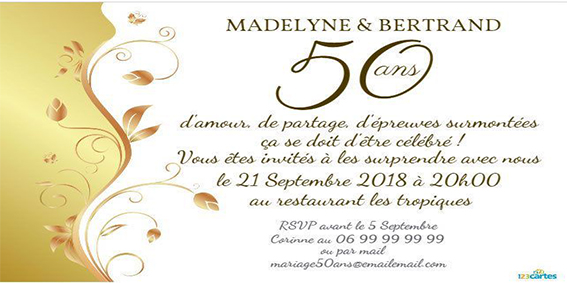 MADELYNE & BERTRAND
50 ans
d'amour, de partage, d'épreuves surmontées
ça se doit d'être célébré !
Vous êtes invités à les surprendre avec nous
le 21 Septembre 2018 à 20h00
au restaurant les tropiques
RSVP avant le 5 Septembre
Corinne au 06 99 99 99 99
ou par mail
mariage50ans@emailemail.com
123cartes